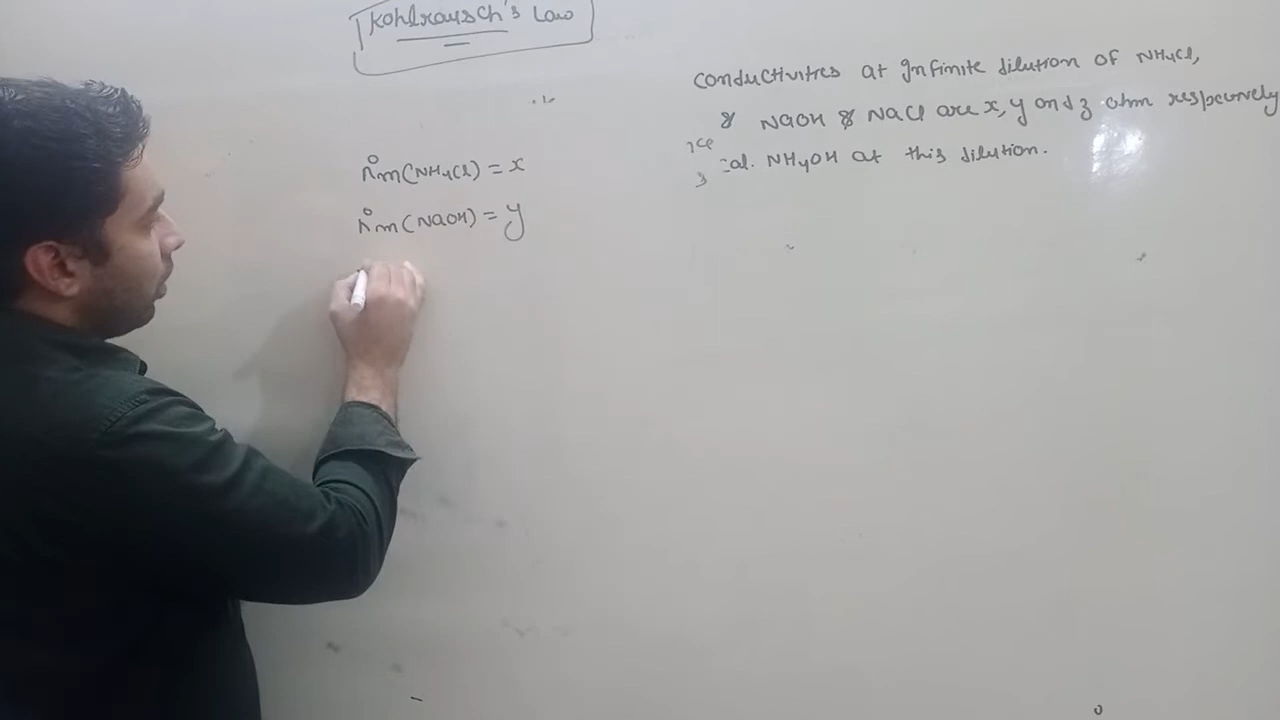 Kohlrausch's Law
conductivities at Infinite dilution of NH4Cl,
& NaOH & NaCl are x, y and z ohm respectively
cal. NH4OH at this dilution.
λ°m(NH4Cl) = x
λ°m(NaOH) = y